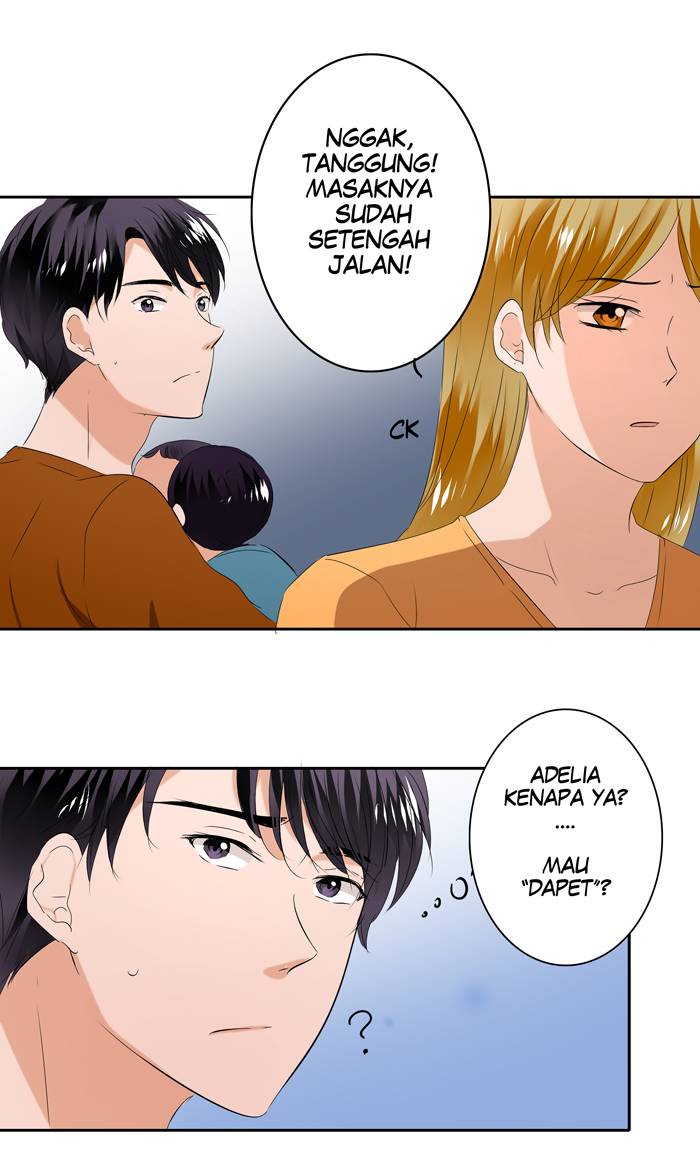 NGGAK,
TANGGUNG!
MASAKNYA
SUDAH
SETENGAH
JALAN!
CK
ADELIA
KENAPA YA?
....
MAU
"DAPET"?
?